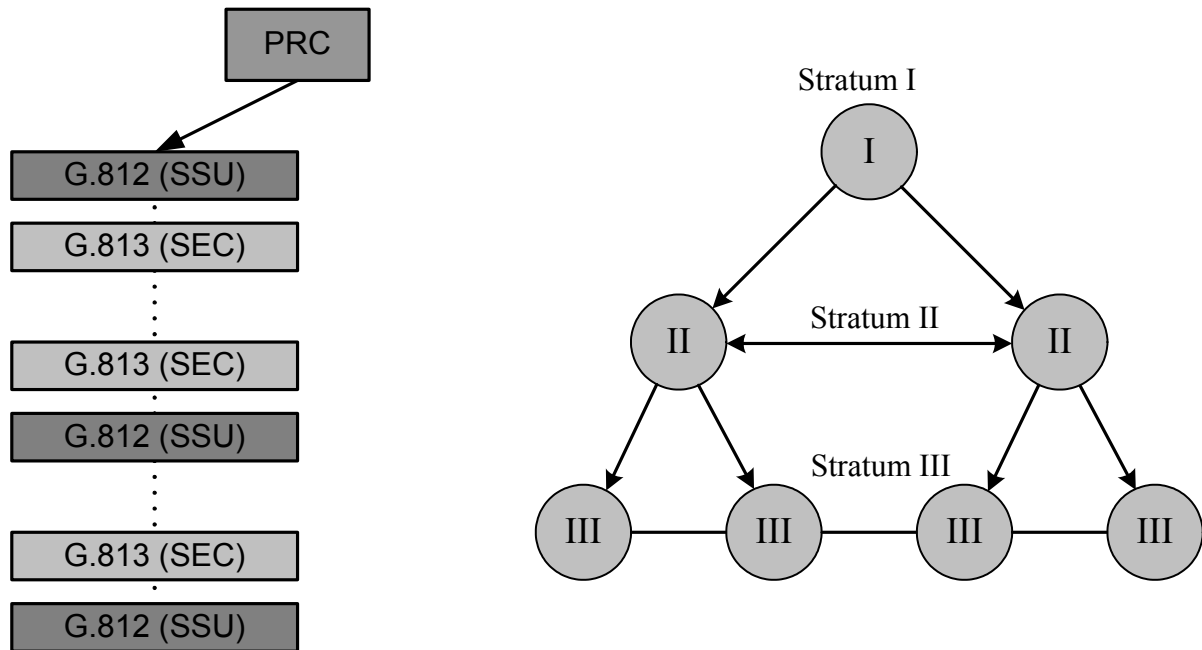 PRC
G.812 (SSU)
G.813 (SEC)
G.813 (SEC)
G.812 (SSU)
G.813 (SEC)
G.812 (SSU)
Stratum I
I
Stratum II
II
II
Stratum III
III
III
III
III